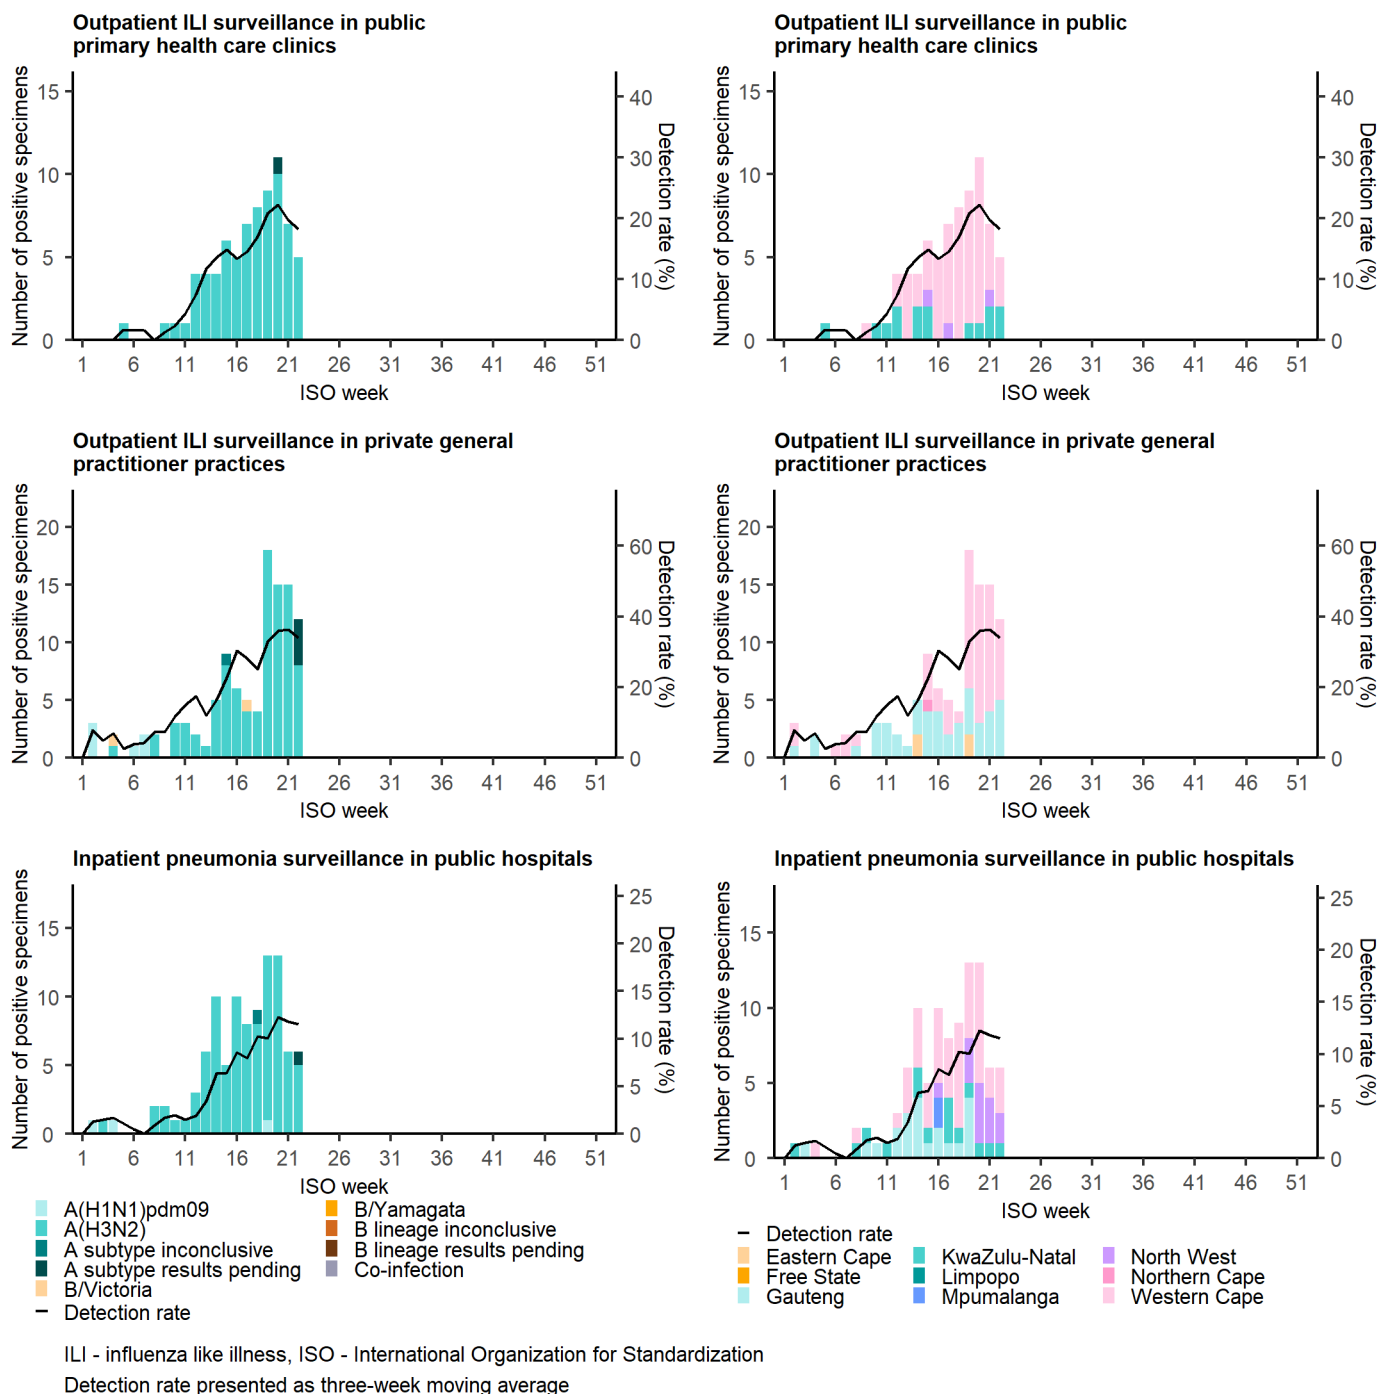 Outpatient ILI surveillance in public
primary health care clinics
Number of positive specimens
15
10
5
0
40
30
20
10
0
Detection rate (%)
1 6 11 16 21 26 31 36 41 46 51
ISO week
Outpatient ILI surveillance in public
primary health care clinics
Number of positive specimens
15
10
5
0
40
30
20
10
0
Detection rate (%)
1 6 11 16 21 26 31 36 41 46 51
ISO week
Outpatient ILI surveillance in private general
practitioner practices
Number of positive specimens
20
15
10
5
0
60
40
20
0
Detection rate (%)
1 6 11 16 21 26 31 36 41 46 51
ISO week
Outpatient ILI surveillance in private general
practitioner practices
Number of positive specimens
20
15
10
5
0
60
40
20
0
Detection rate (%)
1 6 11 16 21 26 31 36 41 46 51
ISO week
Inpatient pneumonia surveillance in public hospitals
Number of positive specimens
15
10
5
0
25
20
15
10
5
0
Detection rate (%)
1 6 11 16 21 26 31 36 41 46 51
ISO week
Inpatient pneumonia surveillance in public hospitals
Number of positive specimens
15
10
5
0
25
20
15
10
5
0
Detection rate (%)
1 6 11 16 21 26 31 36 41 46 51
ISO week
A(H1N1)pdm09
A(H3N2)
A subtype inconclusive
A subtype results pending
B/Victoria
Detection rate
B/Yamagata
B lineage inconclusive
B lineage results pending
Co-infection
Detection rate
Eastern Cape
Free State
Gauteng
KwaZulu-Natal
Limpopo
Mpumalanga
North West
Northern Cape
Western Cape
ILI - influenza like illness, ISO - International Organization for Standardization
Detection rate presented as three-week moving average